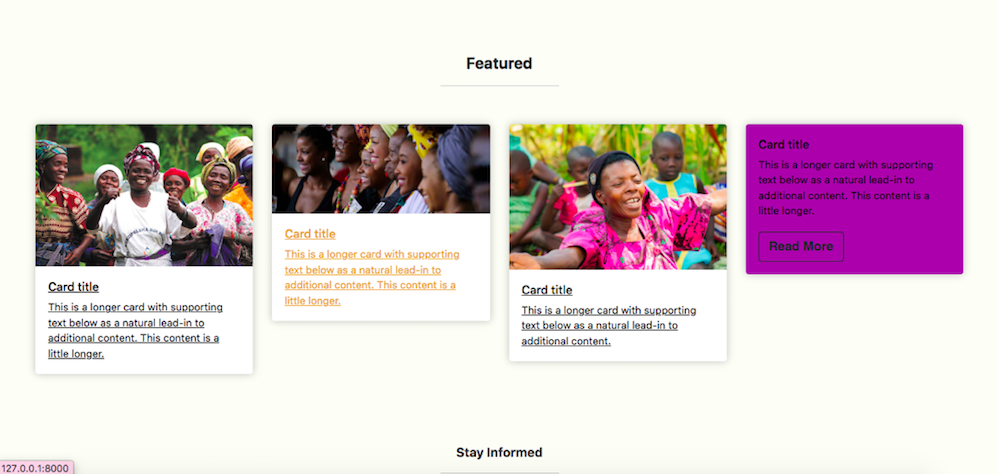 Featured
Card title
This is a longer card with supporting
text below as a natural lead-in to
additional content. This content is a
little longer.
Card title
This is a longer card with supporting
text below as a natural lead-in to
additional content. This content is a
little longer.
Card title
This is a longer card with supporting
text below as a natural lead-in to
additional content.
Card title
This is a longer card with supporting
text below as a natural lead-in to
additional content. This content is a
little longer.
Read More
Stay Informed
127.0.0.1:8000